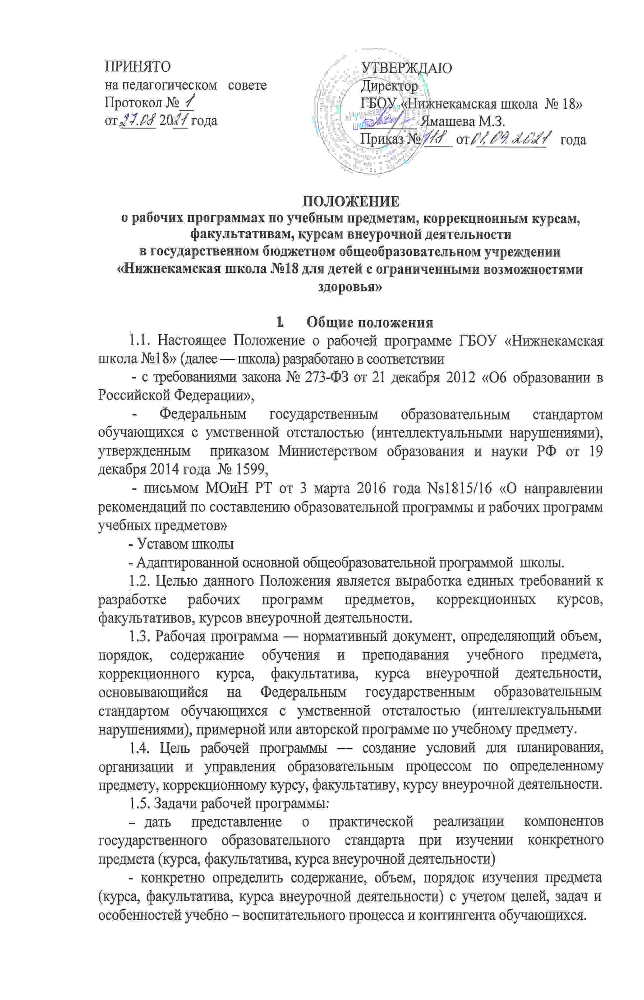 ПРИНЯТО
на педагогическом совете
Протокол № 1
от 27.08 2021 года
УТВЕРЖДАЮ
Директор
ГБОУ «Нижнекамская школа № 18»
Ямашева М.З.
Приказ № 118 от 01.09.2021 года
ПОЛОЖЕНИЕ
о рабочих программах по учебным предметам, коррекционным курсам,
факультативам, курсам внеурочной деятельности
в государственном бюджетном общеобразовательном учреждении
«Нижнекамская школа №18 для детей с ограниченными возможностями
здоровья»
1. Общие положения
1.1. Настоящее Положение о рабочей программе ГБОУ «Нижнекамская
школа №18» (далее — школа) разработано в соответствии
- с требованиями закона № 273-ФЗ от 21 декабря 2012 «Об образовании в
Российской Федерации»,
- Федеральным государственным образовательным стандартом
обучающихся с умственной отсталостью (интеллектуальными нарушениями),
утвержденным приказом Министерством образования и науки РФ от 19
декабря 2014 года № 1599,
- письмом МОиН РТ от 3 марта 2016 года Ns1815/16 «О направлении
рекомендаций по составлению образовательной программы и рабочих программ
учебных предметов»
- Уставом школы
- Адаптированной основной общеобразовательной программой школы.
1.2. Целью данного Положения является выработка единых требований к
разработке рабочих программ предметов, коррекционных курсов,
факультативов, курсов внеурочной деятельности.
1.3. Рабочая программа — нормативный документ, определяющий объем,
порядок, содержание обучения и преподавания учебного предмета,
коррекционного курса, факультатива, курса внеурочной деятельности,
основывающийся на Федеральным государственным образовательным
стандартом обучающихся с умственной отсталостью (интеллектуальными
нарушениями), примерной или авторской программе по учебному предмету.
1.4. Цель рабочей программы — создание условий для планирования,
организации и управления образовательным процессом по определенному
предмету, коррекционному курсу, факультативу, курсу внеурочной деятельности.
1.5. Задачи рабочей программы:
– дать представление о практической реализации компонентов
государственного образовательного стандарта при изучении конкретного
предмета (курса, факультатива, курса внеурочной деятельности)
- конкретно определить содержание, объем, порядок изучения предмета
(курса, факультатива, курса внеурочной деятельности) с учетом целей, задач и
особенностей учебно – воспитательного процесса и контингента обучающихся.